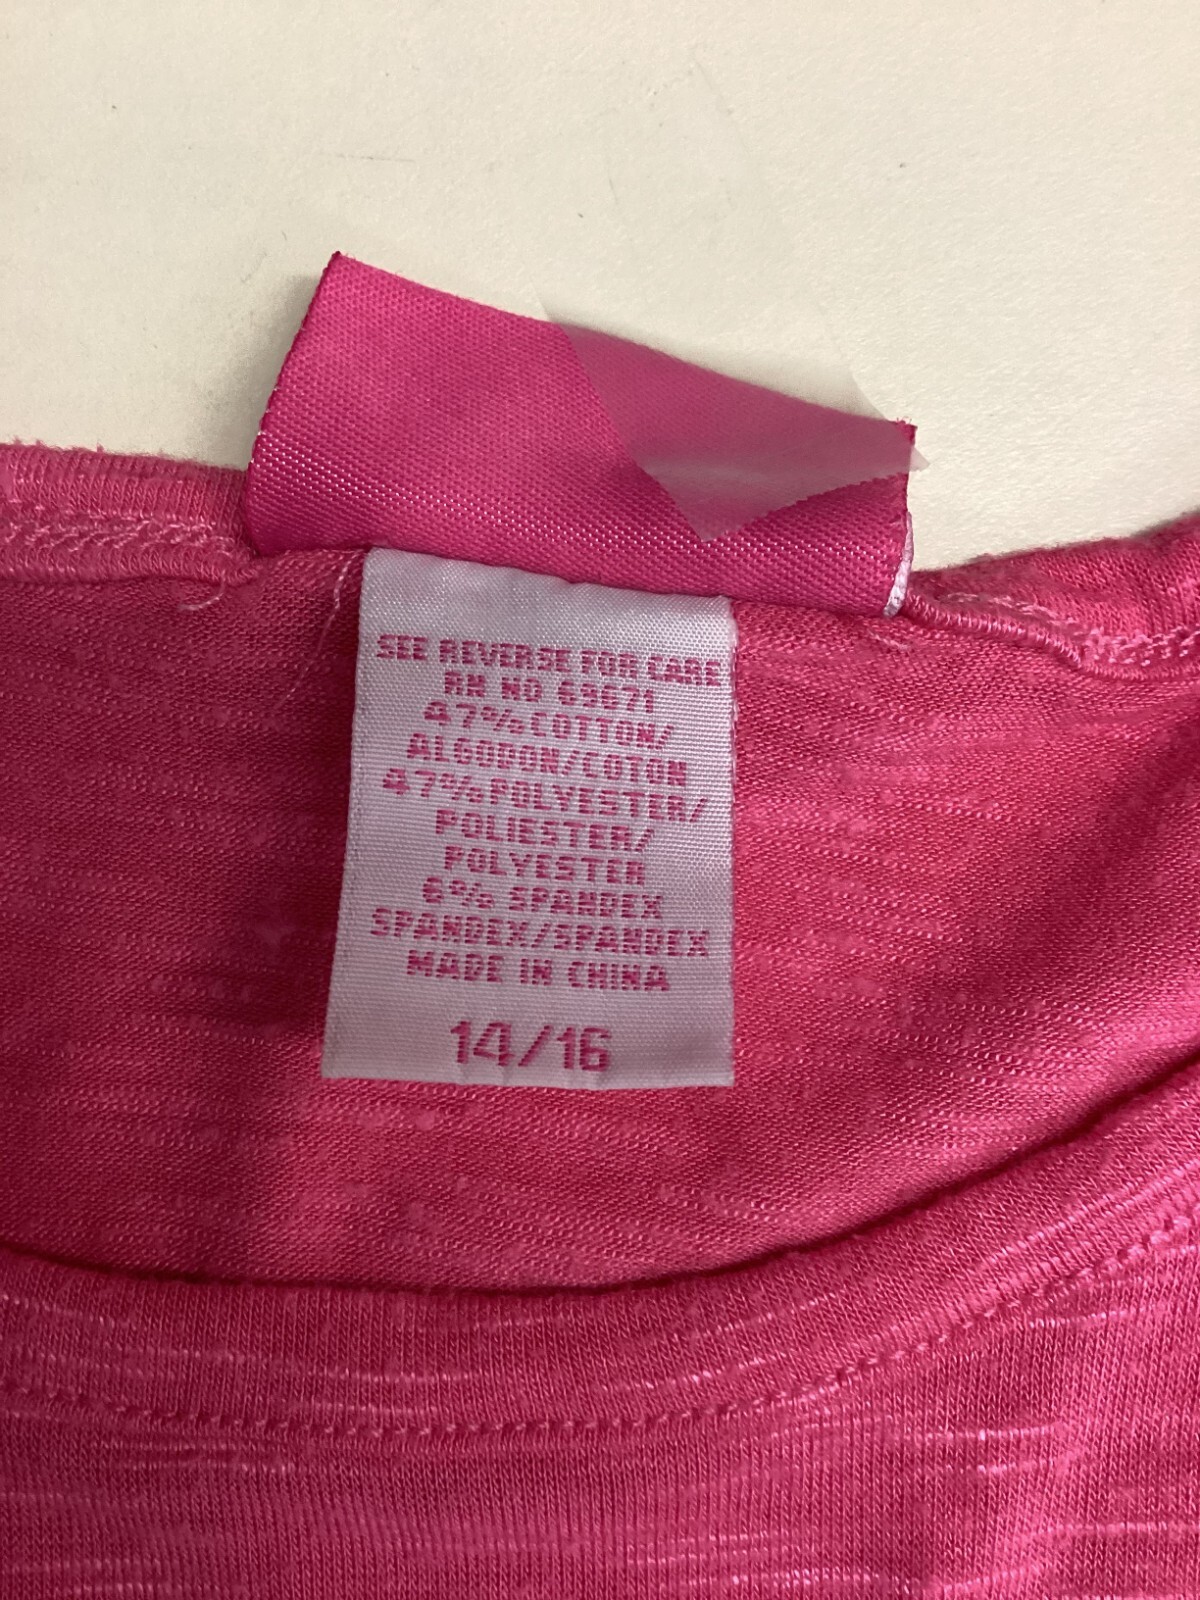 SEE REVERSE FOR CARE
RN NO 69671
47% COTTON/
ALGODON/COTON
47% POLYESTER/
POLIESTER/
POLYESTER
6% SPANDEX
SPANDEX/SPANDEX
MADE IN CHINA
14/16